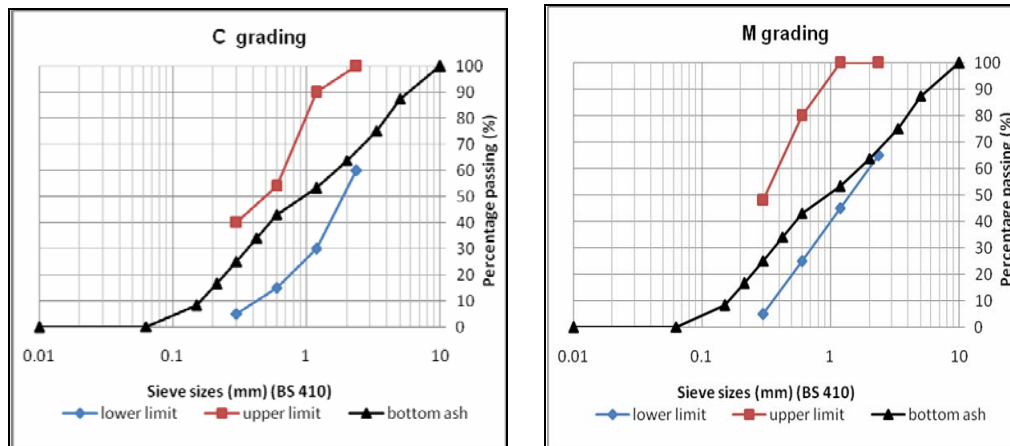 C grading
100
90
80
70
60
50
40
30
20
10
0
Percentage passing (%)
0.01 0.1 1 10
Sieve sizes (mm) (BS 410)
lower limit upper limit bottom ash
M grading
100
90
80
70
60
50
40
30
20
10
0
Percentage passing (%)
0.01 0.1 1 10
Sieve sizes (mm) (BS 410)
lower limit upper limit bottom ash